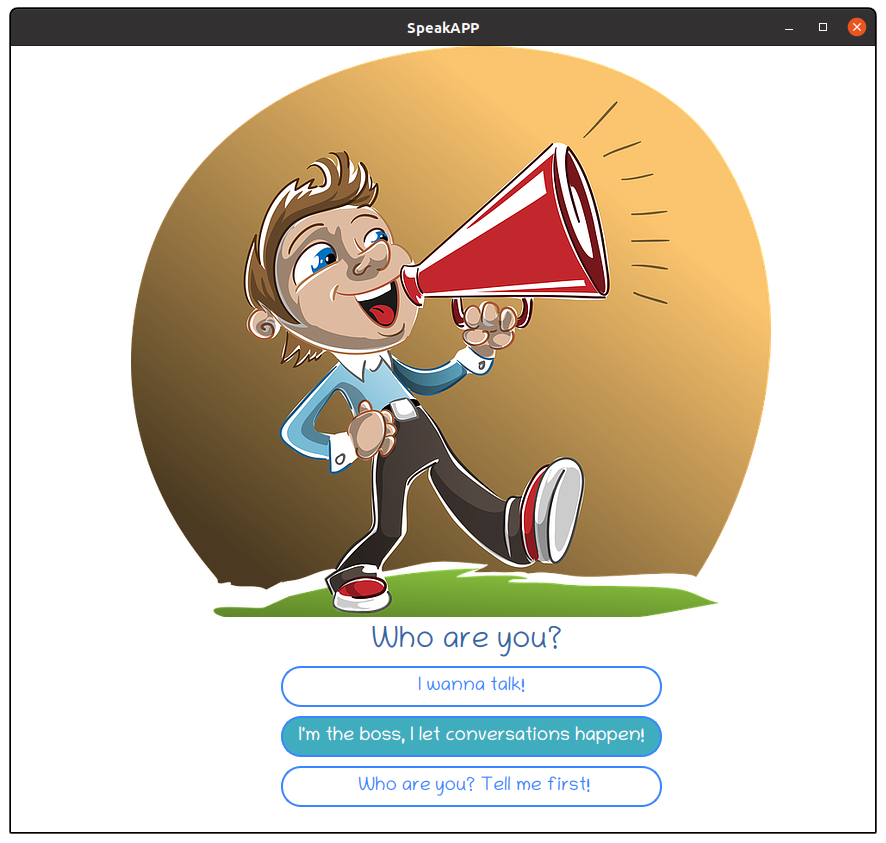 SpeakAPP
Who are you?
I wanna talk!
I'm the boss, I let conversations happen!
Who are you? Tell me first!